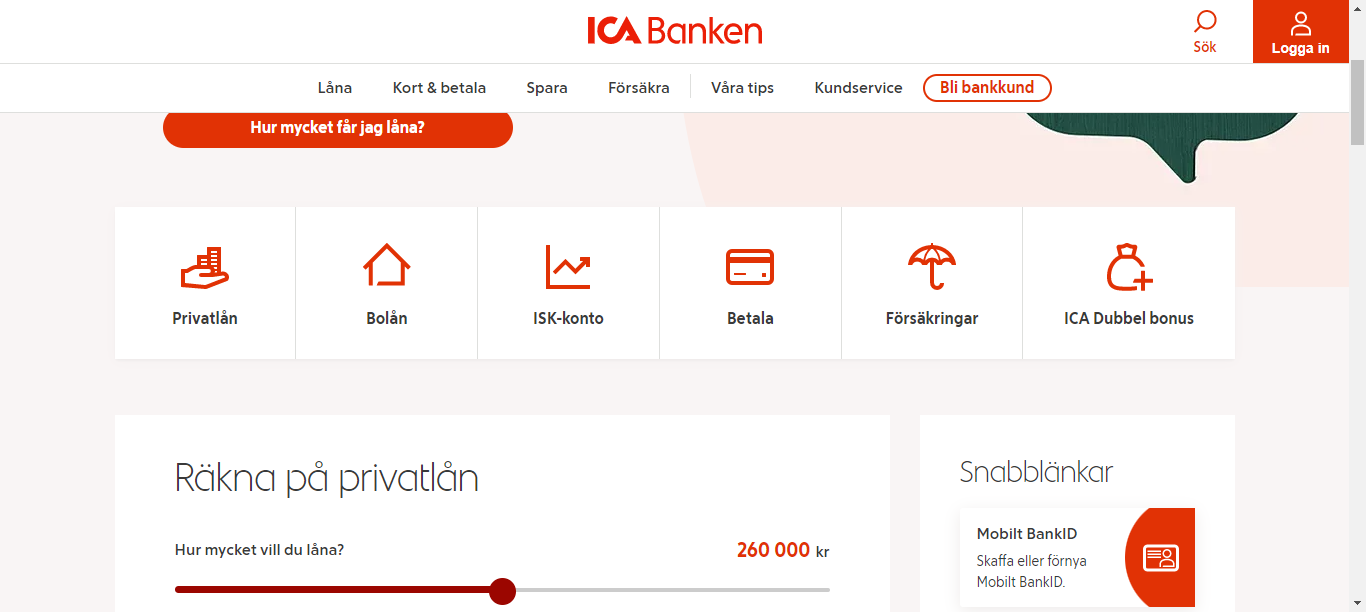 ICA Banken
Sök
Logga in
Låna Kort & betala Spara Försäkra Våra tips Kundservice Bli bankkund
Hur mycket får jag låna?
Privatlån Bolån ISK-konto Betala Försäkringar ICA Dubbel bonus
Räkna på privatlån
Hur mycket vill du låna? 260 000 kr
Snabblänkar
Mobilt BankID
Skaffa eller förnya
Mobilt BankID.